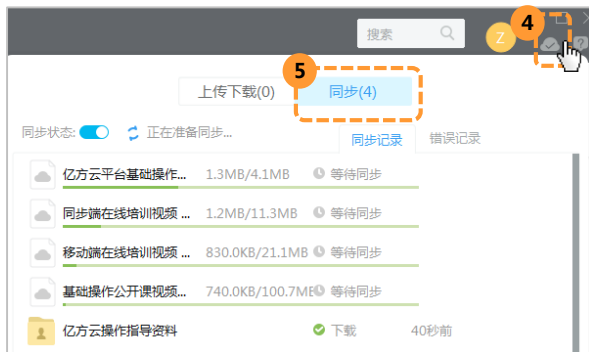 4
搜索
Z
?
5
上传下载(0) 同步(4)
同步状态: 正在准备同步... 同步记录 错误记录
亿方云平台基础操作... 1.3MB/4.1MB 等待同步
同步端在线培训视频 ... 1.2MB/11.3MB 等待同步
移动端在线培训视频 ... 830.0KB/21.1MB 等待同步
基础操作公开课视频... 740.0KB/100.7MB 等待同步
亿方云操作指导资料 下载 40秒前